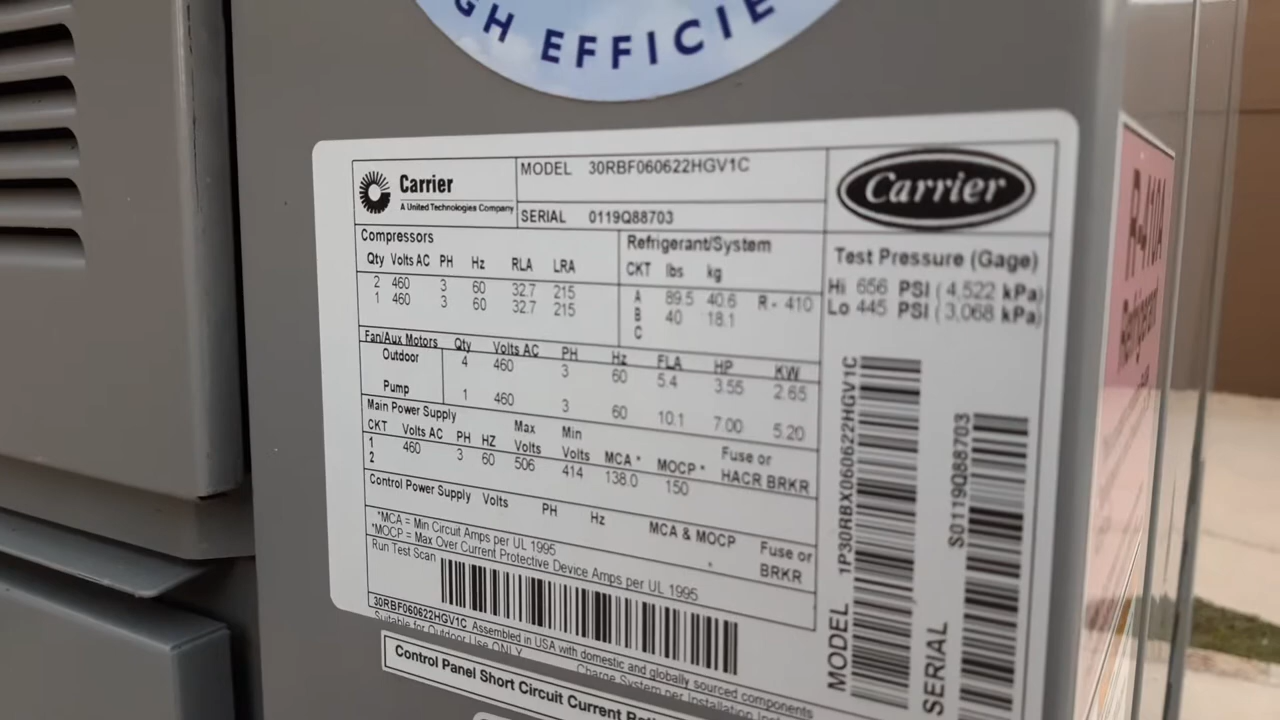 GH EFFICIE
Carrier
A United Technologies Company
MODEL 30RBF060622HGV1C
SERIAL 0119Q88703
Carrier
Compressors
Qty Volts AC PH Hz RLA LRA
2 460 3 60 32.7 215
1 460 3 60 32.7 215
Refrigerant/System
CKT lbs kg
A 89.5 40.6 R - 410
B 40 18.1
C
Test Pressure (Gage)
Hi 656 PSI ( 4,522 kPa)
Lo 445 PSI ( 3,068 kPa)
Fan/Aux Motors Qty Volts AC PH Hz FLA HP KW
Outdoor 4 460 3 60 5.4 3.55 2.65
Pump 1 460 3 60 10.1 7.00 5.20
Main Power Supply
CKT Volts AC PH HZ Max Volts Min Volts MCA * MOCP * Fuse or HACR BRKR
1 460 3 60 506 414 138.0 150
2
Control Power Supply Volts PH Hz MCA & MOCP Fuse or BRKR
*MCA = Min Circuit Amps per UL 1995
*MOCP = Max Over Current Protective Device Amps per UL 1995
Run Test Scan
30RBF060622HGV1C Assembled in USA with domestic and globally sourced components
Suitable for Outdoor Use ONLY Charge System per Installation
MODEL 1P30RBX060622HGV1C
SERIAL S0119Q88703
Control Panel Short Circuit Current
R-410A
Refrigerant